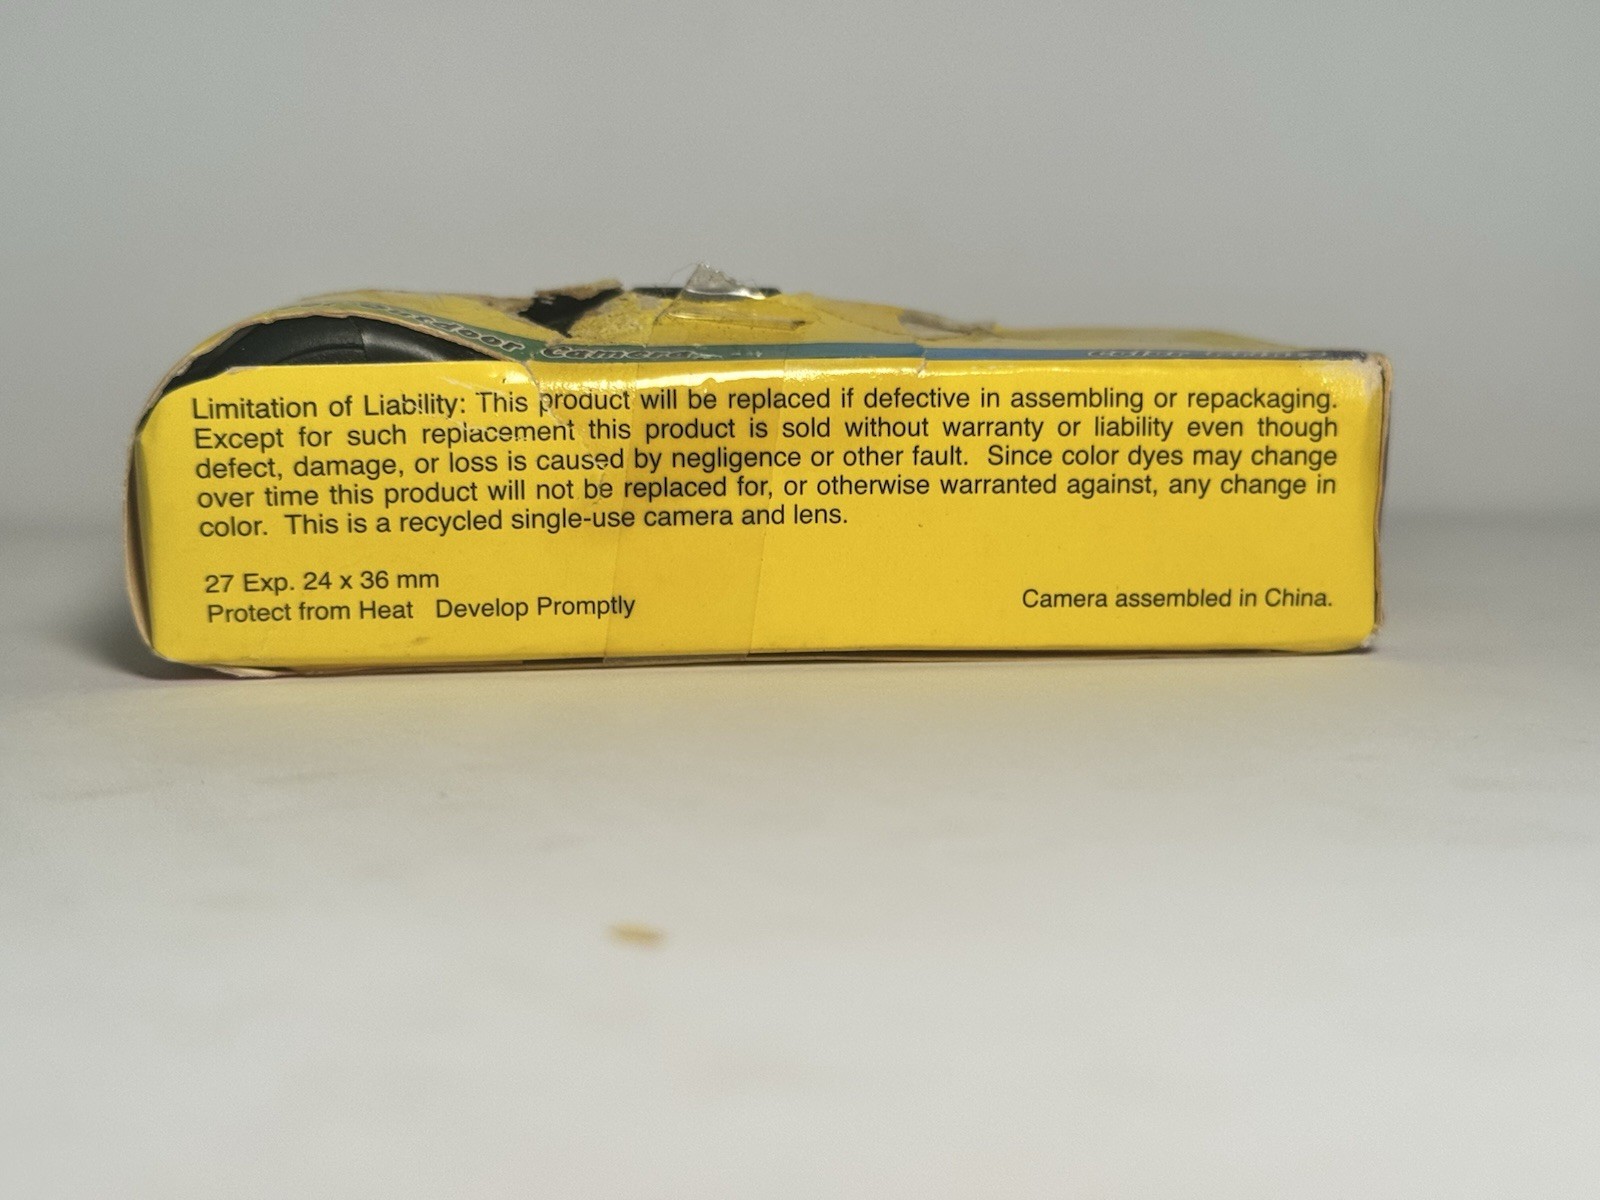 outdoor Camera
Limitation of Liability: This product will be replaced if defective in assembling or repackaging.
Except for such replacement this product is sold without warranty or liability even though
defect, damage, or loss is caused by negligence or other fault. Since color dyes may change
over time this product will not be replaced for, or otherwise warranted against, any change in
color. This is a recycled single-use camera and lens.
27 Exp. 24 x 36 mm
Protect from Heat Develop Promptly
Camera assembled in China.